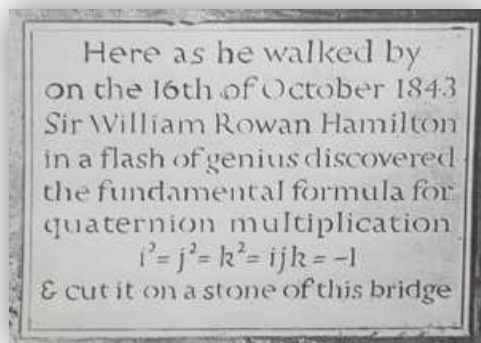 Here as he walked by
on the 16th of October 1843
Sir William Rowan Hamilton
in a flash of genius discovered
the fundamental formula for
quaternion multiplication
i² = j² = k² = ijk = −1
& cut it on a stone of this bridge